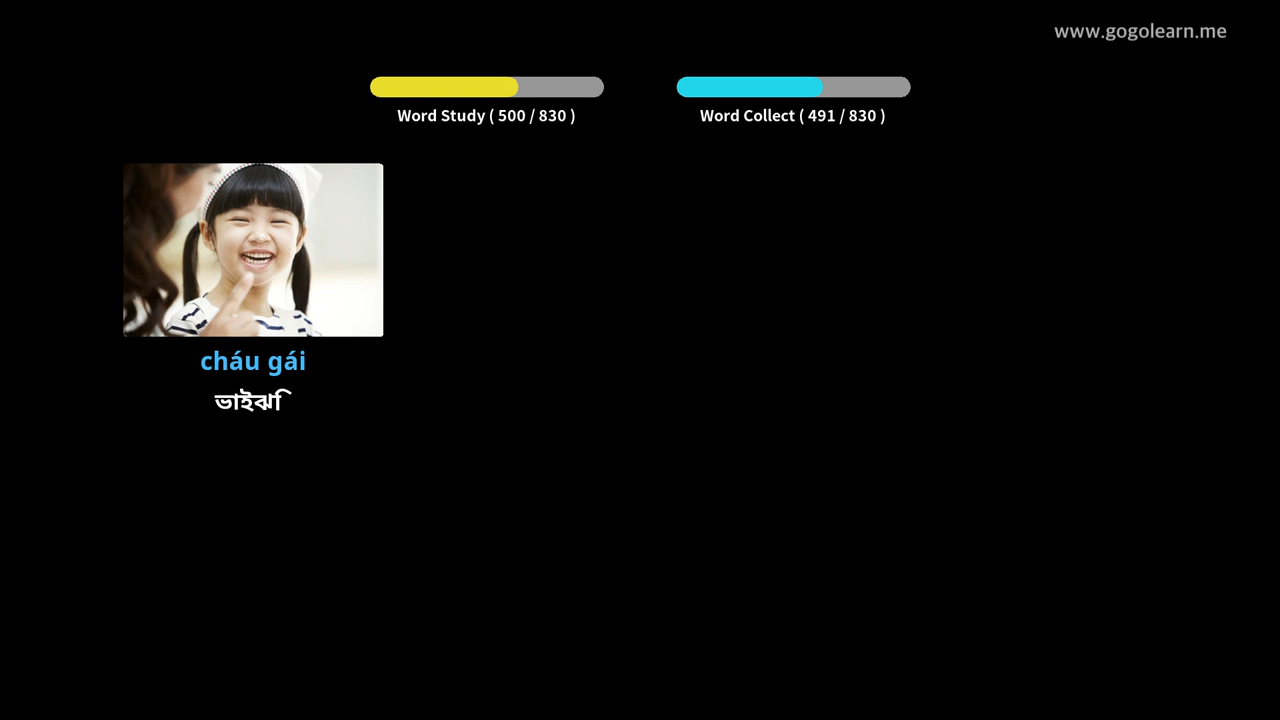 www.gogolearn.me
Word Study ( 500 / 830 )
Word Collect ( 491 / 830 )
cháu gái
ভাইঝি